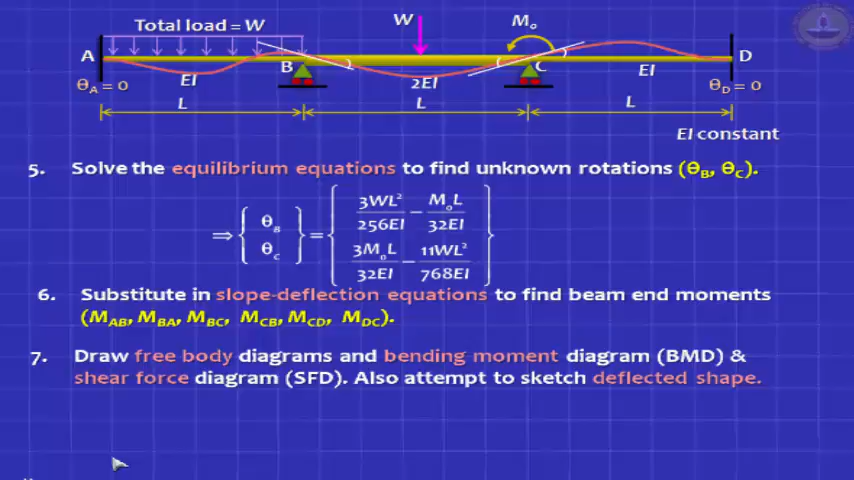 Total load = W
W
Mo
A
B
C
D
θA = 0
EI
2EI
EI
θD = 0
L
L
L
EI constant
5. Solve the equilibrium equations to find unknown rotations (θB, θC).
⇒ { θB θC } = { 3WL²/256EI − MoL/32EI
3MoL/32EI − 11WL²/768EI }
6. Substitute in slope-deflection equations to find beam end moments
(MAB, MBA, MBC, MCB, MCD, MDC).
7. Draw free body diagrams and bending moment diagram (BMD) &
shear force diagram (SFD). Also attempt to sketch deflected shape.